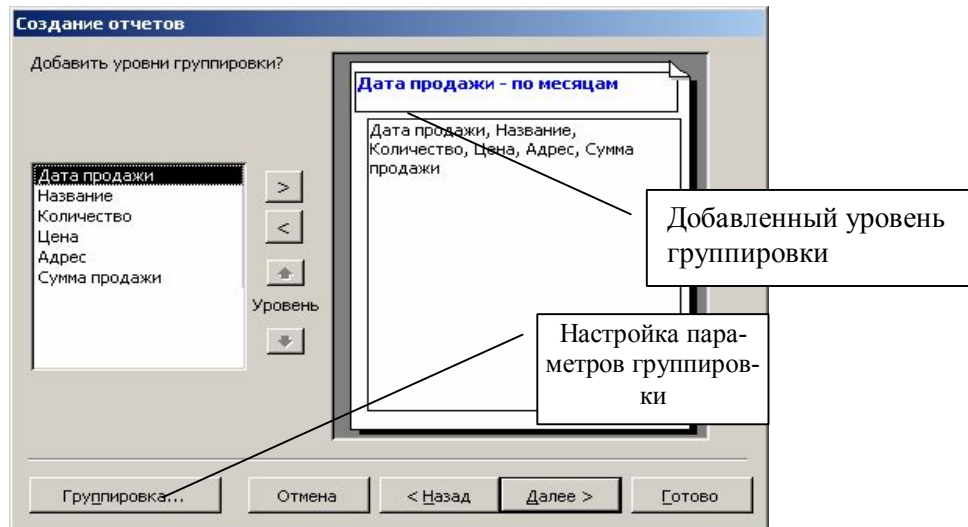 Создание отчетов
Добавить уровни группировки?
Дата продажи - по месяцам
Дата продажи, Название,
Количество, Цена, Адрес, Сумма
продажи
Дата продажи
Название
Количество
Цена
Адрес
Сумма продажи
>
<
Уровень
Добавленный уровень
группировки
Настройка пара-
метров группиров-
ки
Группировка...
Отмена
< Назад
Далее >
Готово